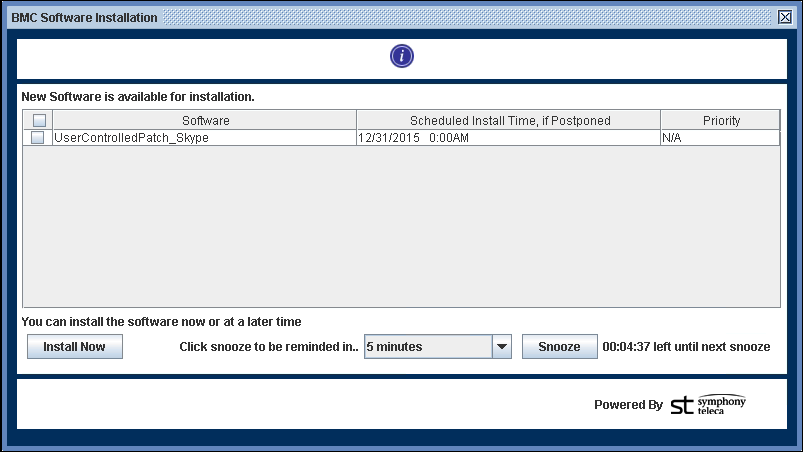 BMC Software Installation
i
New Software is available for installation.
Software Scheduled Install Time, if Postponed Priority
UserControlledPatch_Skype 12/31/2015 0:00AM N/A
You can install the software now or at a later time
Install Now Click snooze to be reminded in.. 5 minutes Snooze 00:04:37 left until next snooze
Powered By st symphony
teleca